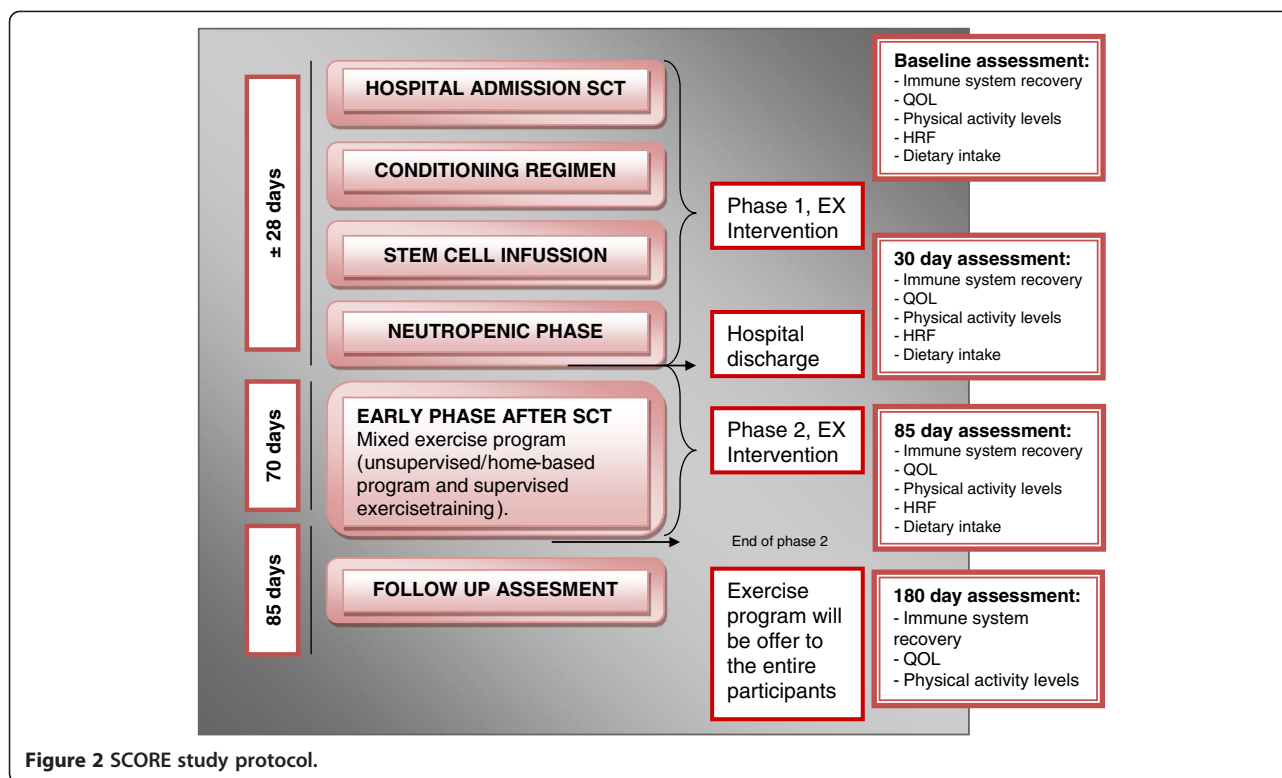 ± 28 days
HOSPITAL ADMISSION SCT
CONDITIONING REGIMEN
STEM CELL INFUSSION
NEUTROPENIC PHASE
70 days
EARLY PHASE AFTER SCT
Mixed exercise program
(unsupervised/home-based
program and supervised
exercisetraining).
85 days
FOLLOW UP ASSESMENT
Phase 1, EX
Intervention
Hospital
discharge
Phase 2, EX
Intervention
End of phase 2
Exercise
program will
be offer to
the entire
participants
Baseline assessment:
- Immune system recovery
- QOL
- Physical activity levels
- HRF
- Dietary intake
30 day assessment:
- Immune system recovery
- QOL
- Physical activity levels
- HRF
- Dietary intake
85 day assessment:
- Immune system recovery
- QOL
- Physical activity levels
- HRF
- Dietary intake
180 day assessment:
- Immune system
recovery
- QOL
- Physical activity levels
Figure 2 SCORE study protocol.